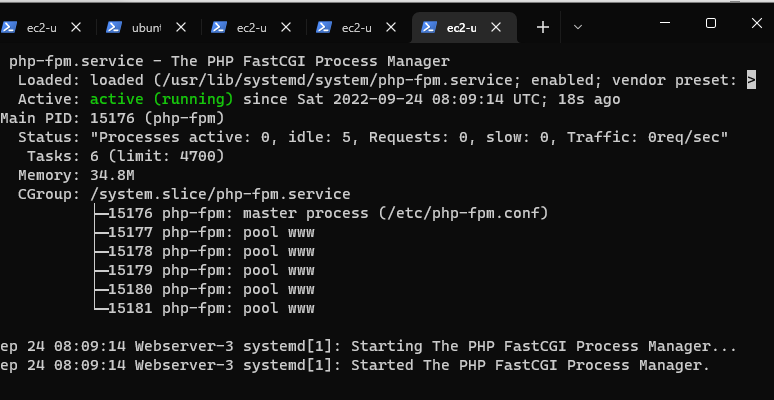 ec2-u
ubunt
ec2-u
ec2-u
ec2-u
php-fpm.service - The PHP FastCGI Process Manager
Loaded: loaded (/usr/lib/systemd/system/php-fpm.service; enabled; vendor preset: >
Active: active (running) since Sat 2022-09-24 08:09:14 UTC; 18s ago
Main PID: 15176 (php-fpm)
Status: "Processes active: 0, idle: 5, Requests: 0, slow: 0, Traffic: 0req/sec"
Tasks: 6 (limit: 4700)
Memory: 34.8M
CGroup: /system.slice/php-fpm.service
├─15176 php-fpm: master process (/etc/php-fpm.conf)
├─15177 php-fpm: pool www
├─15178 php-fpm: pool www
├─15179 php-fpm: pool www
├─15180 php-fpm: pool www
└─15181 php-fpm: pool www
ep 24 08:09:14 Webserver-3 systemd[1]: Starting The PHP FastCGI Process Manager...
ep 24 08:09:14 Webserver-3 systemd[1]: Started The PHP FastCGI Process Manager.